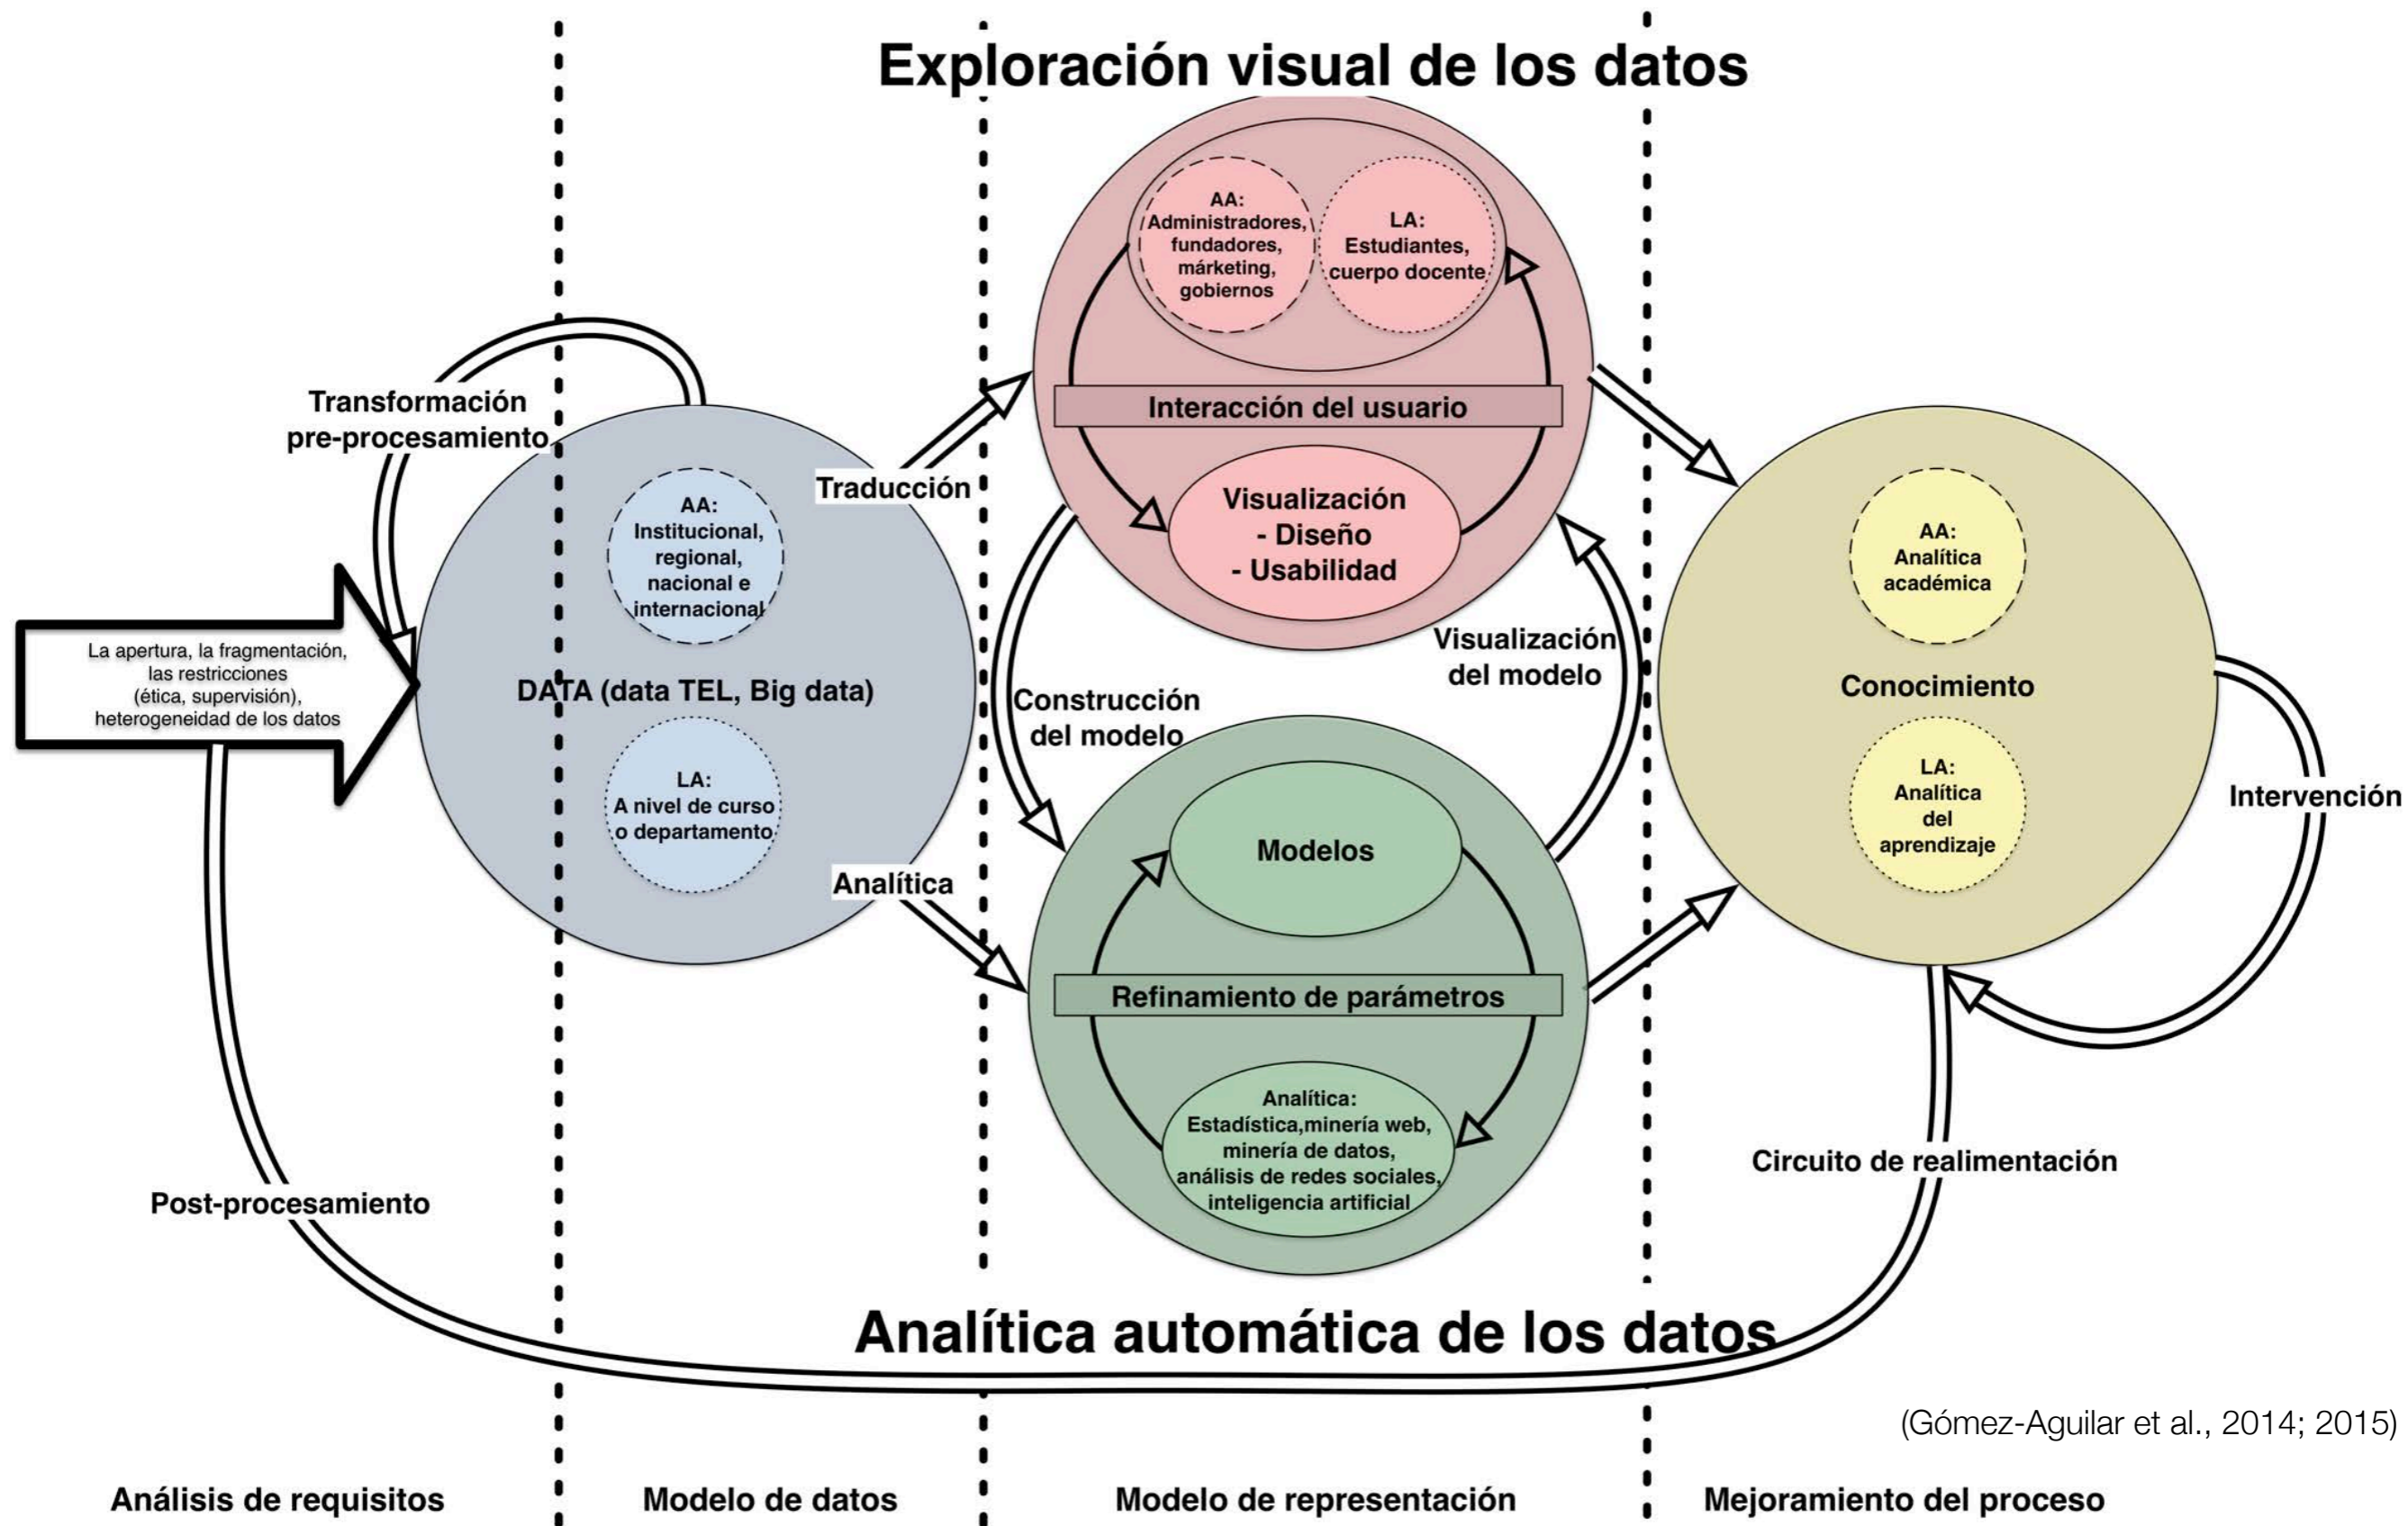 Exploración visual de los datos
AA:
Administradores,
fundadores,
márketing,
gobiernos
LA:
Estudiantes,
cuerpo docente
Interacción del usuario
Visualización
- Diseño
- Usabilidad
Transformación
pre-procesamiento
Traducción
AA:
Institucional,
regional,
nacional e
internacional
La apertura, la fragmentación,
las restricciones
(ética, supervisión),
heterogeneidad de los datos
DATA (data TEL, Big data)
LA:
A nivel de curso
o departamento
Analítica
Construcción
del modelo
Visualización
del modelo
Modelos
Refinamiento de parámetros
Analítica:
Estadística,minería web,
minería de datos,
análisis de redes sociales,
inteligencia artificial
AA:
Analítica
académica
Conocimiento
LA:
Analítica
del
aprendizaje
Intervención
Circuito de realimentación
Post-procesamiento
Analítica automática de los datos
(Gómez-Aguilar et al., 2014; 2015)
Análisis de requisitos
Modelo de datos
Modelo de representación
Mejoramiento del proceso